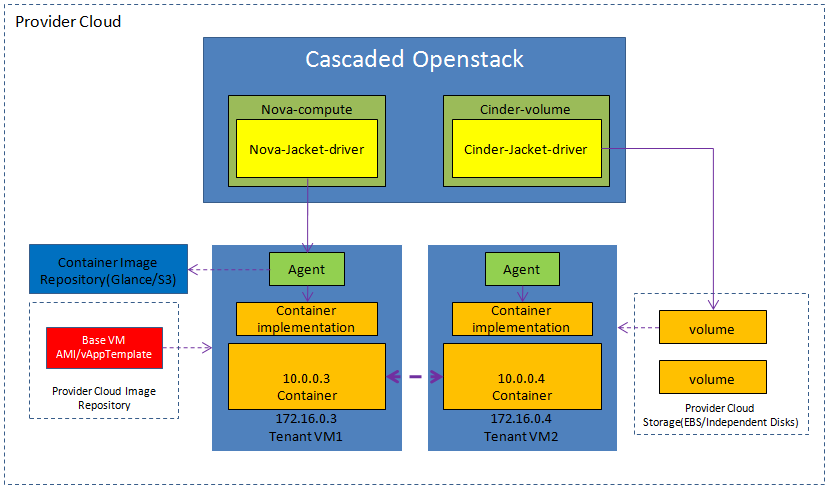 Provider Cloud
Cascaded Openstack
Nova-compute
Nova-Jacket-driver
Cinder-volume
Cinder-Jacket-driver
Container Image
Repository(Glance/S3)
Agent
Agent
Container
implementation
Container
implementation
Base VM
AMI/vAppTemplate
Provider Cloud Image
Repository
10.0.0.3
Container
172.16.0.3
Tenant VM1
10.0.0.4
Container
172.16.0.4
Tenant VM2
volume
volume
Provider Cloud
Storage(EBS/Independent Disks)